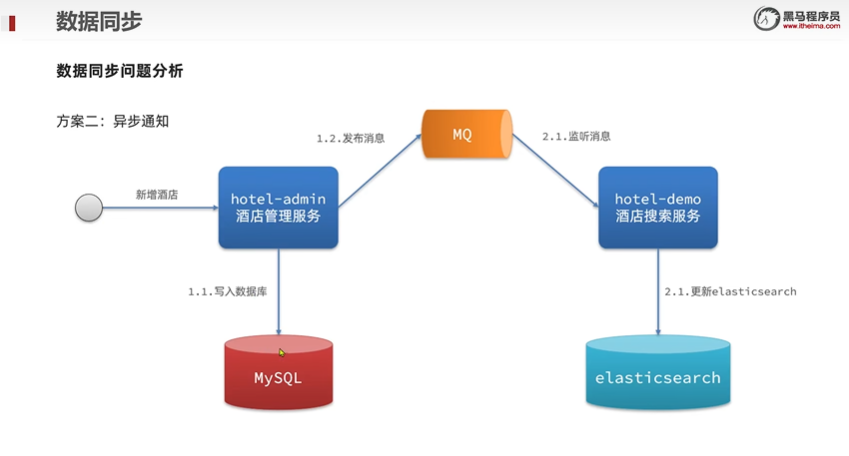 数据同步
黑马程序员
www.itheima.com
数据同步问题分析
方案二：异步通知
1.2.发布消息
MQ
2.1.监听消息
新增酒店
hotel-admin
酒店管理服务
hotel-demo
酒店搜索服务
1.1.写入数据库
2.1.更新elasticsearch
MySQL
elasticsearch